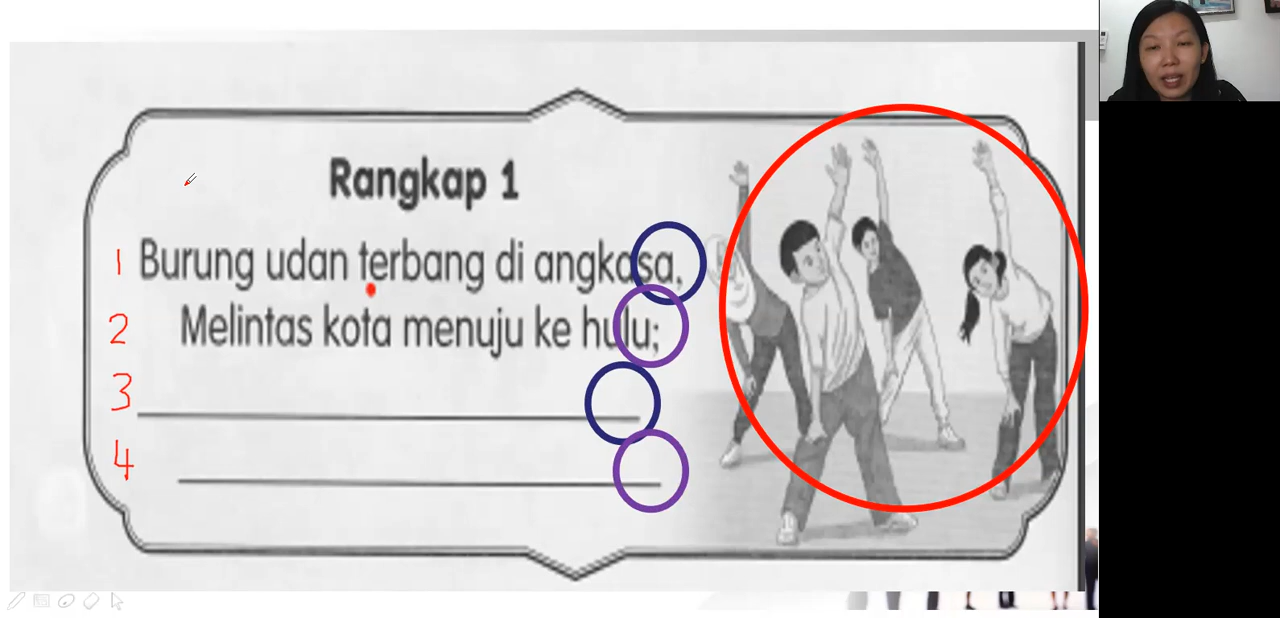 Rangkap 1
1 Burung udan terbang di angkasa,
2 Melintas kota menuju ke hulu;
3
4